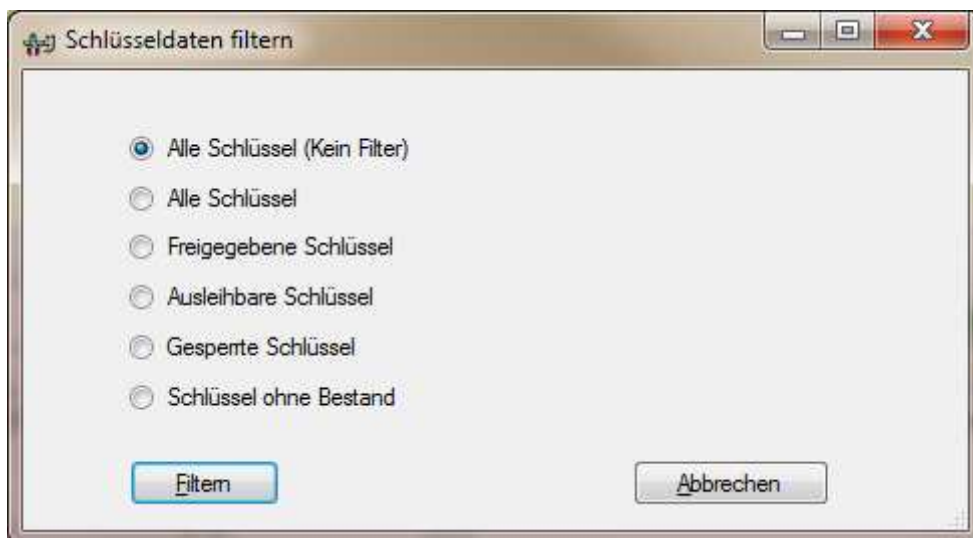 Schlüsseldaten filtern
Alle Schlüssel (Kein Filter)
Alle Schlüssel
Freigegebene Schlüssel
Ausleihbare Schlüssel
Gesperrte Schlüssel
Schlüssel ohne Bestand
Filtern Abbrechen